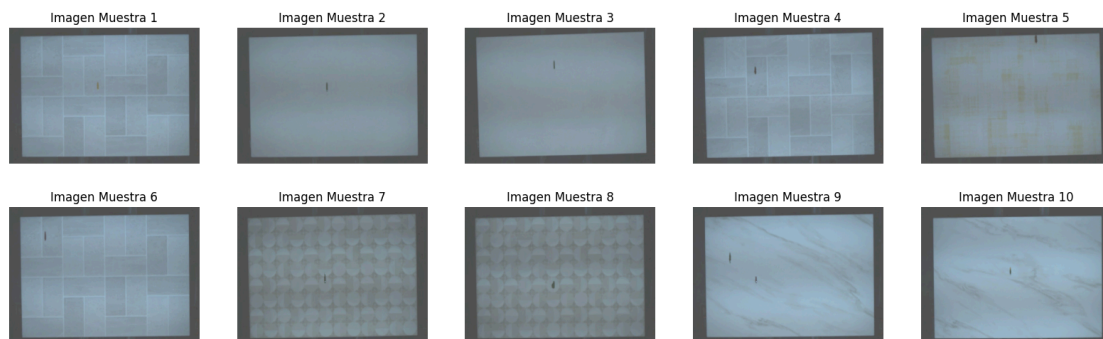 Imagen Muestra 1
Imagen Muestra 2
Imagen Muestra 3
Imagen Muestra 4
Imagen Muestra 5
Imagen Muestra 6
Imagen Muestra 7
Imagen Muestra 8
Imagen Muestra 9
Imagen Muestra 10